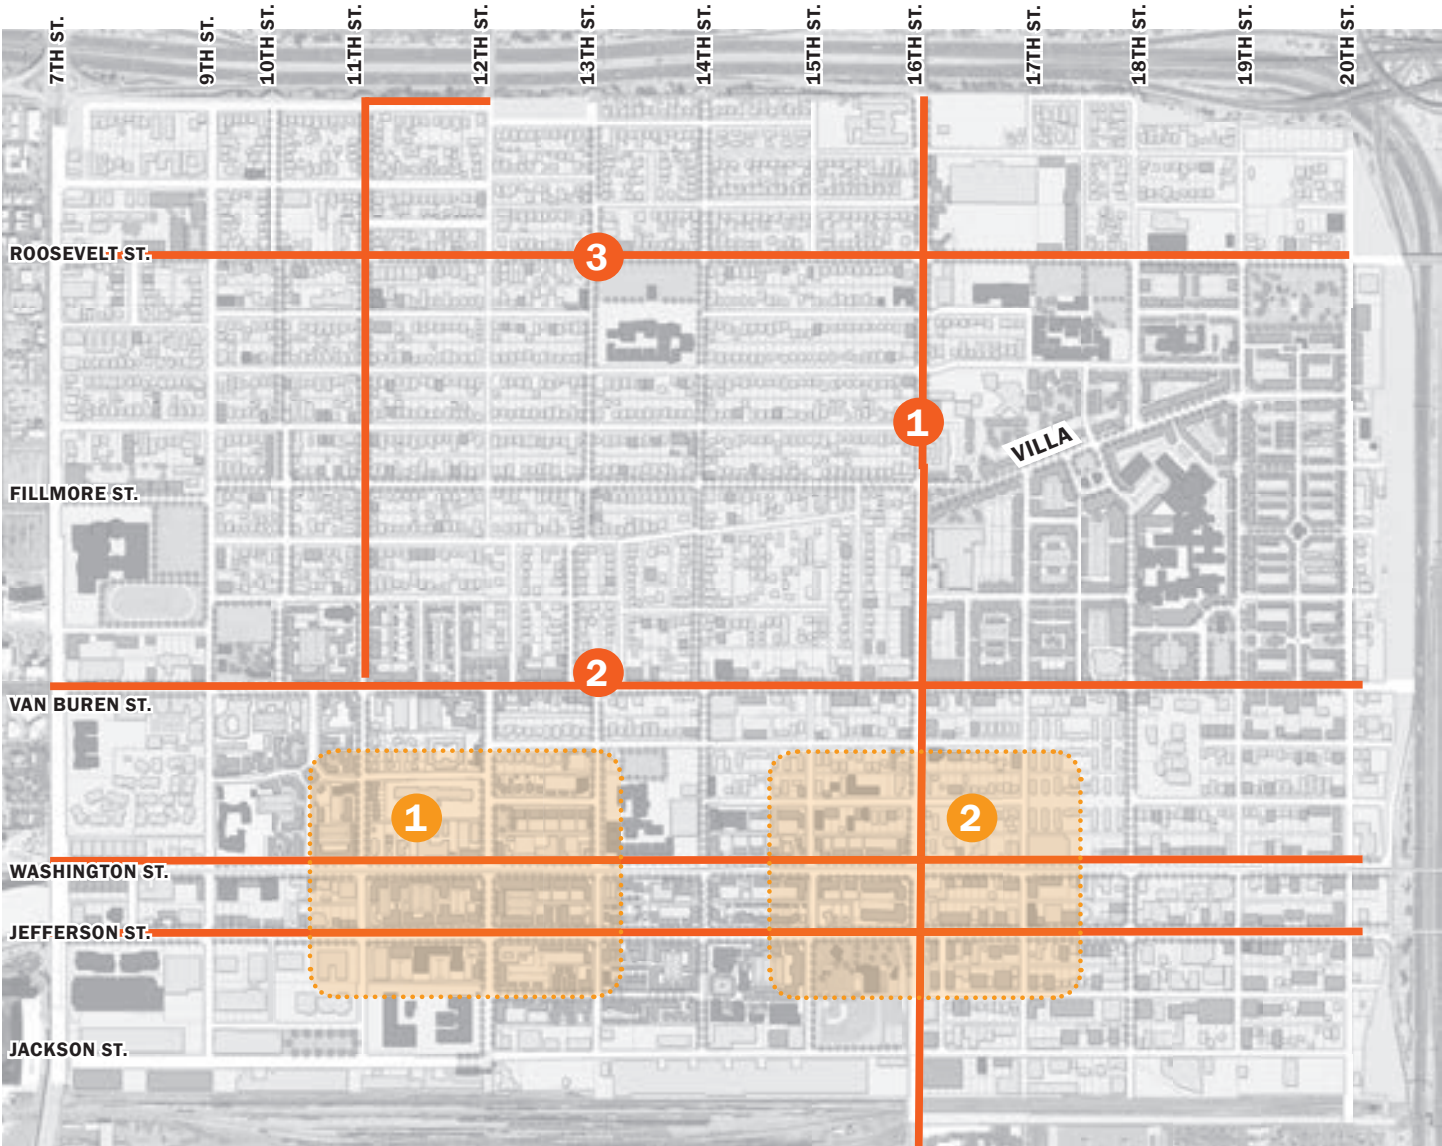 7TH ST.
9TH ST.
10TH ST.
11TH ST.
12TH ST.
13TH ST.
14TH ST.
15TH ST.
16TH ST.
17TH ST.
18TH ST.
19TH ST.
20TH ST.
ROOSEVELT ST.
3
1
VILLA
FILLMORE ST.
2
VAN BUREN ST.
1
2
WASHINGTON ST.
JEFFERSON ST.
JACKSON ST.